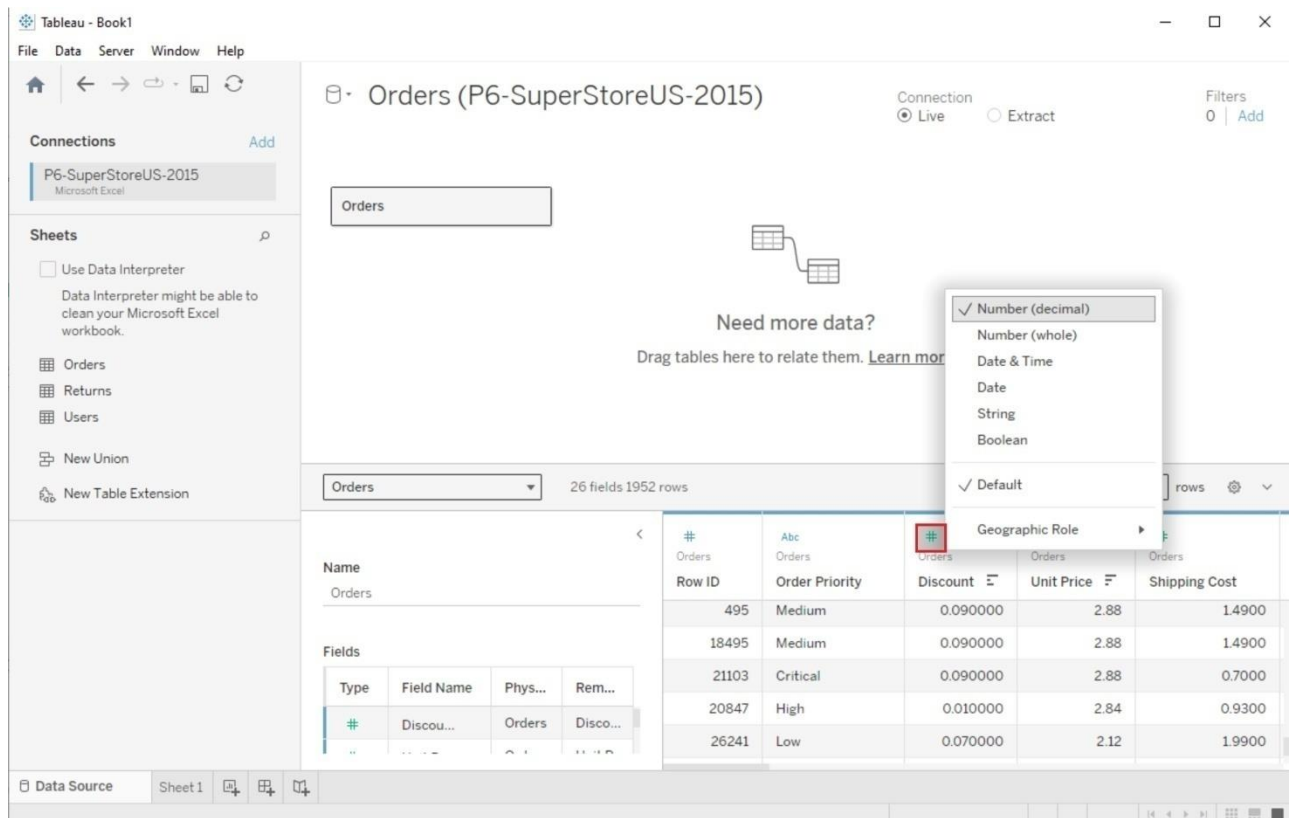 Tableau - Book1
File Data Server Window Help
Orders (P6-SuperStoreUS-2015)
Connection
Live Extract
Filters
0 Add
Connections Add
P6-SuperStoreUS-2015
Microsoft Excel
Sheets
Use Data Interpreter
Data Interpreter might be able to
clean your Microsoft Excel
workbook.
Orders
Returns
Users
New Union
New Table Extension
Orders
Need more data?
Drag tables here to relate them. Learn mor
Number (decimal)
Number (whole)
Date & Time
Date
String
Boolean
Default
Geographic Role
Orders 26 fields 1952 rows rows
Name
Orders
Fields
Type Field Name Phys... Rem...
# Discou... Orders Disco...
# Abc # #
Orders Orders Orders Orders Orders
Row ID Order Priority Discount Unit Price Shipping Cost
495 Medium 0.090000 2.88 1.4900
18495 Medium 0.090000 2.88 1.4900
21103 Critical 0.090000 2.88 0.7000
20847 High 0.010000 2.84 0.9300
26241 Low 0.070000 2.12 1.9900
Data Source Sheet 1